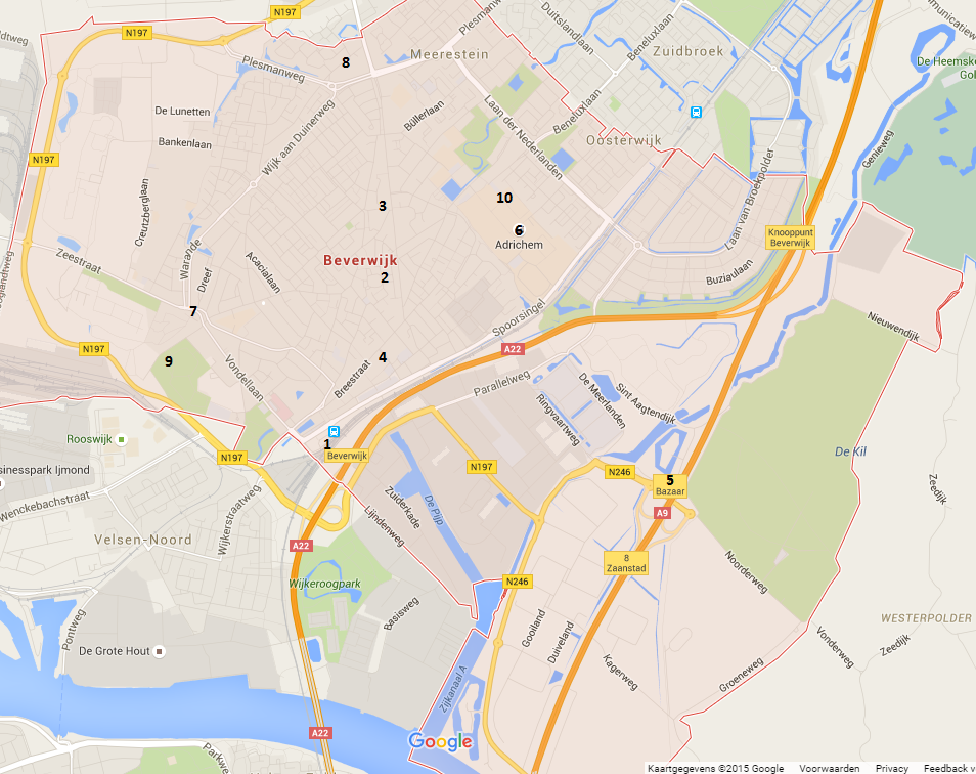 N197
Plesmanweg
Duitslandlaan
Beneluxlaan
N197
Meerestein
Zuidbroek
8
Plesmanweg
De Heemsk
Gol
De Lunetten
Büllerlaan
Laan der Nederlanden
Beneluxlaan
Wijk aan Duinerweg
Bankenlaan
Oosterwijk
Genieweg
N197
Laan van Broekpolder
Creutzberglaan
3
10
6
Adrichem
Knooppunt
Beverwijk
Zeestraat
Warande
Dreef
Acacialaan
Beverwijk
2
Buzianulaan
7
Spoorsingel
Nieuwendijk
N197
A22
9
4
Vondellaan
Breestraat
Parallelweg
De Meerlanden
Sint Aagtendijk
Ringvaartweg
Rooswijk
1
Beverwijk
De Kil
sinesspark Ijmond
N197
N197
N246
5
Bazaar
Zeedijk
Wenckebachstraat
Wijkerstraatweg
Zuiderkade
De Pijp
Lijndenweg
A9
Velsen-Noord
A22
8
Zaanstad
Noorderweg
Wijkeroogpark
N246
Basisweg
WESTERPOLDER
Pontweg
Gooiland
Duiveland
Vonderweg
Zeedijk
De Grote Hout
Kagerweg
Groeneweg
Zijkanaal A
A22
Google
Parkw
Kaartgegevens ©2015 Google Voorwaarden Privacy Feedback v